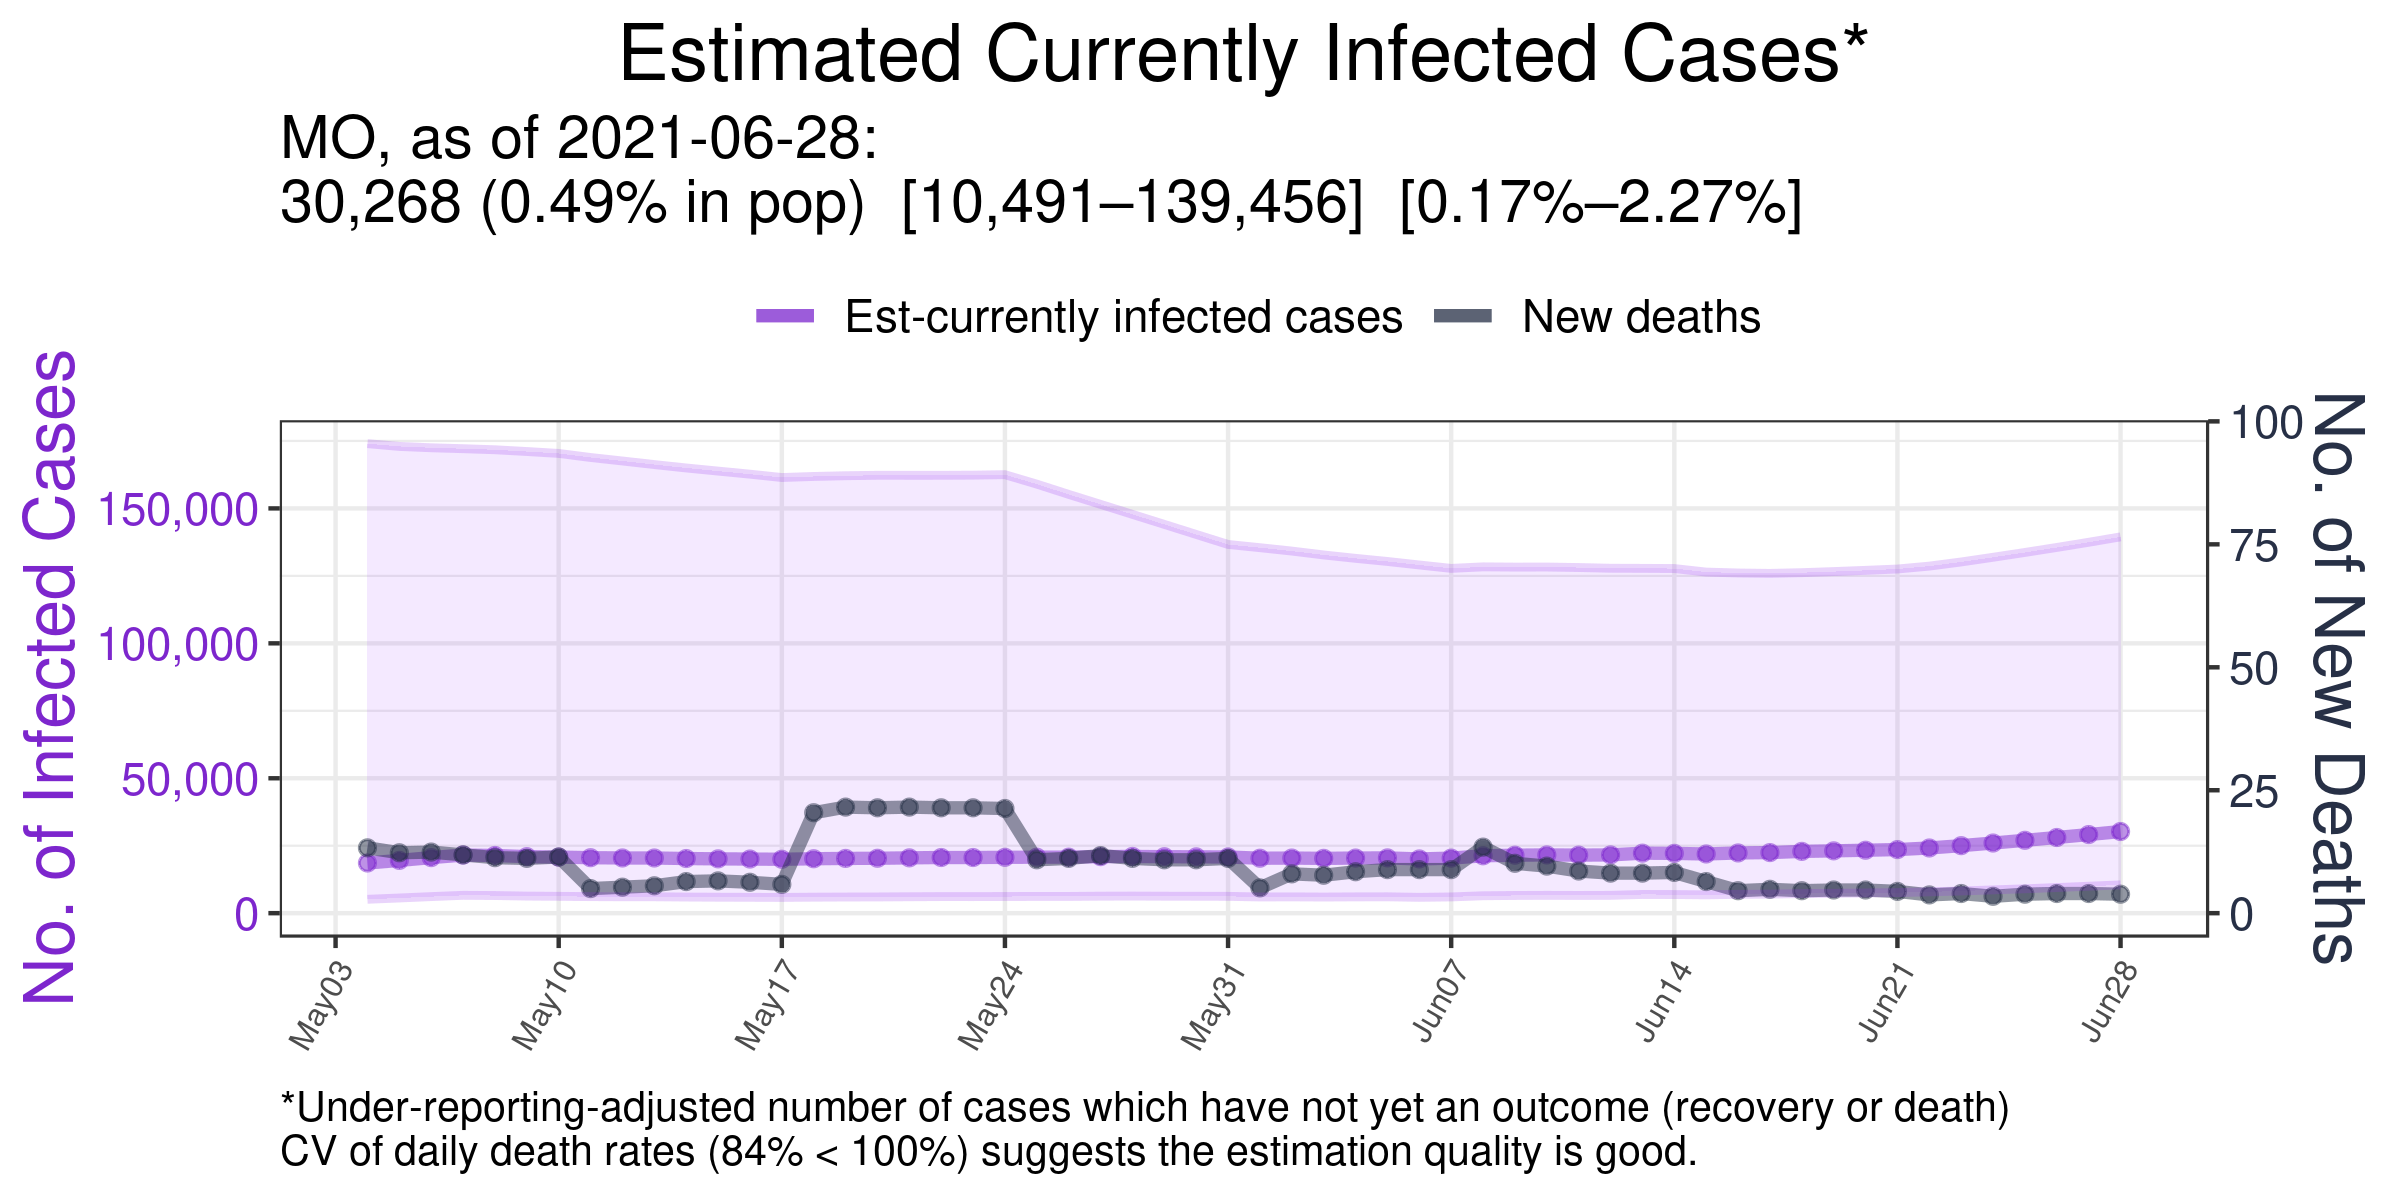 Estimated Currently Infected Cases*
MO, as of 2021-06-28:
30,268 (0.49% in pop)  [10,491–139,456]  [0.17%–2.27%]
Est-currently infected cases
New deaths
No. of Infected Cases
150,000
100,000
50,000
0
100
75
50
25
0
No. of New Deaths
May03
May10
May17
May24
May31
Jun07
Jun14
Jun21
Jun28
*Under-reporting-adjusted number of cases which have not yet an outcome (recovery or death)
CV of daily death rates (84% < 100%) suggests the estimation quality is good.